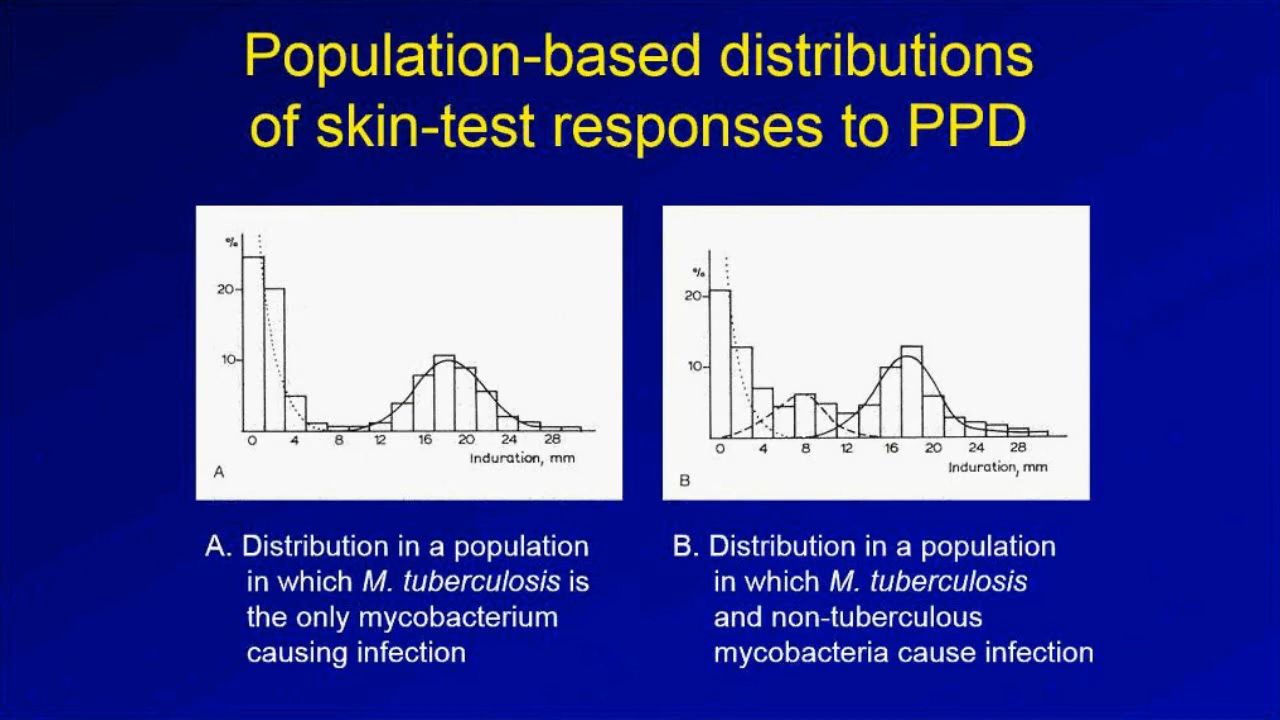 Population-based distributions
of skin-test responses to PPD
%
20
10
0 4 8 12 16 20 24 28
Induration, mm
A
%
20
10
0 4 8 12 16 20 24 28
Induration, mm
B
A. Distribution in a population
in which M. tuberculosis is
the only mycobacterium
causing infection
B. Distribution in a population
in which M. tuberculosis
and non-tuberculous
mycobacteria cause infection